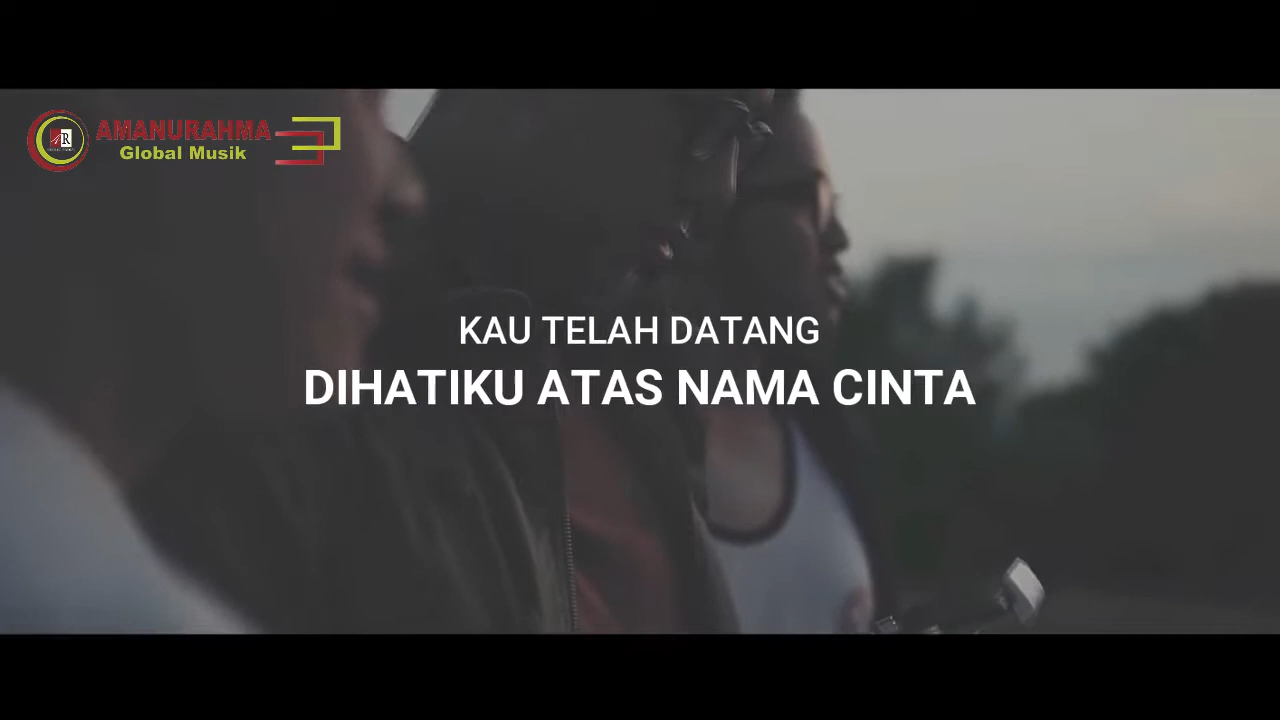 AMANURAHMA
Global Musik
KAU TELAH DATANG
DIHATIKU ATAS NAMA CINTA